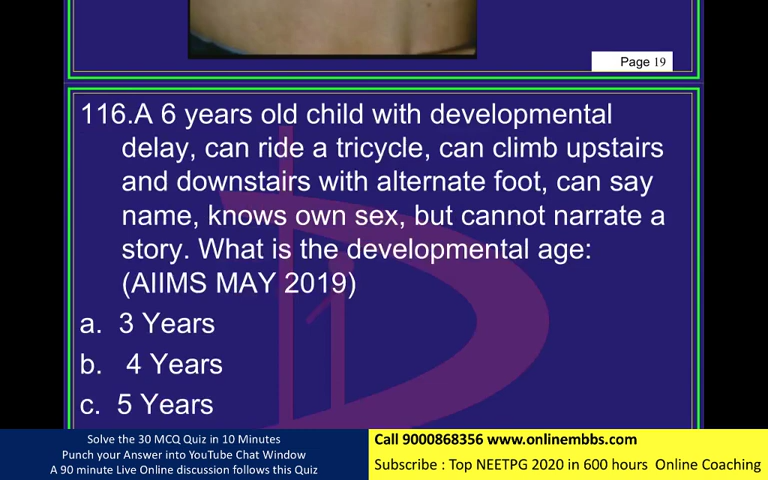 Page 19
116.A 6 years old child with developmental
delay, can ride a tricycle, can climb upstairs
and downstairs with alternate foot, can say
name, knows own sex, but cannot narrate a
story. What is the developmental age:
(AIIMS MAY 2019)
a. 3 Years
b. 4 Years
c. 5 Years
Solve the 30 MCQ Quiz in 10 Minutes
Punch your Answer into YouTube Chat Window
A 90 minute Live Online discussion follows this Quiz
Call 9000868356 www.onlinembbs.com
Subscribe : Top NEETPG 2020 in 600 hours Online Coaching